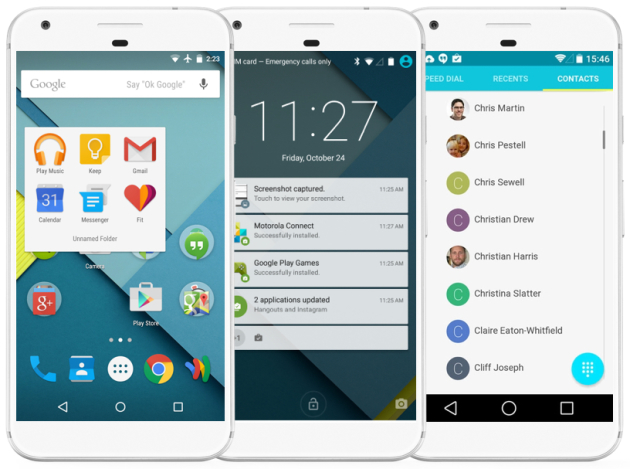 2:23
Google
Say "Ok Google"
Play Music
Keep
Gmail
31
Calendar
Messenger
Fit
Unnamed Folder
Camera
g+
Play Store
IM card — Emergency calls only
11:27
Friday, October 24
Screenshot captured.
11:25 AM
Touch to view your screenshot.
Motorola Connect
11:27 AM
Successfully installed.
Google Play Games
11:25 AM
Successfully installed.
2 applications updated
11:25 AM
Hangouts and Instagram
+1
15:46
PEED DIAL
RECENTS
CONTACTS
Chris Martin
Chris Pestell
C
Chris Sewell
C
Christian Drew
Christian Harris
C
Christina Slatter
C
Claire Eaton-Whitfield
C
Cliff Joseph